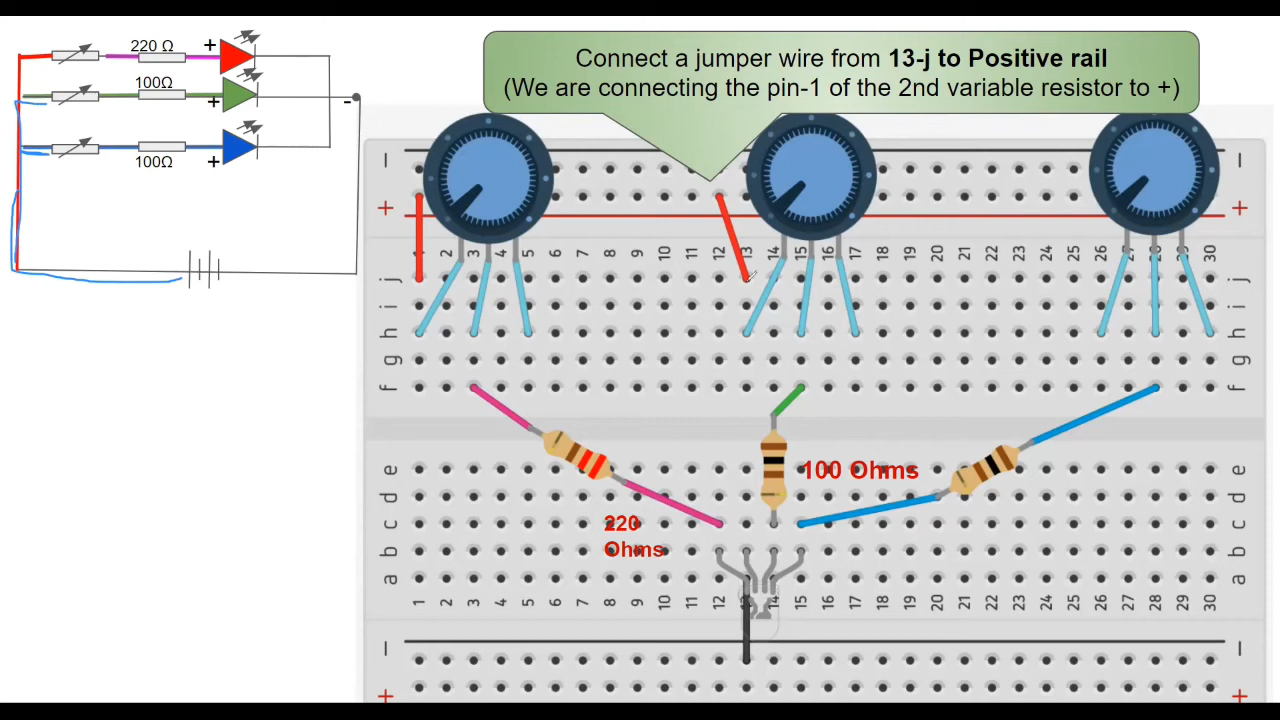 220 Ω
+
100Ω
+
-
100Ω
+
Connect a jumper wire from 13-j to Positive rail
(We are connecting the pin-1 of the 2nd variable resistor to +)
− −
+ +
1 2 3 4 5 6 7 8 9 10 11 12 13 14 15 16 17 18 19 20 21 22 23 24 25 26 27 28 29 30
j j
i i
h h
g g
f f
e 100 Ohms e
d d
c 220 c
Ohms
b b
a a
1 2 3 4 5 6 7 8 9 10 11 12 13 14 15 16 17 18 19 20 21 22 23 24 25 26 27 28 29 30
− −
+ +